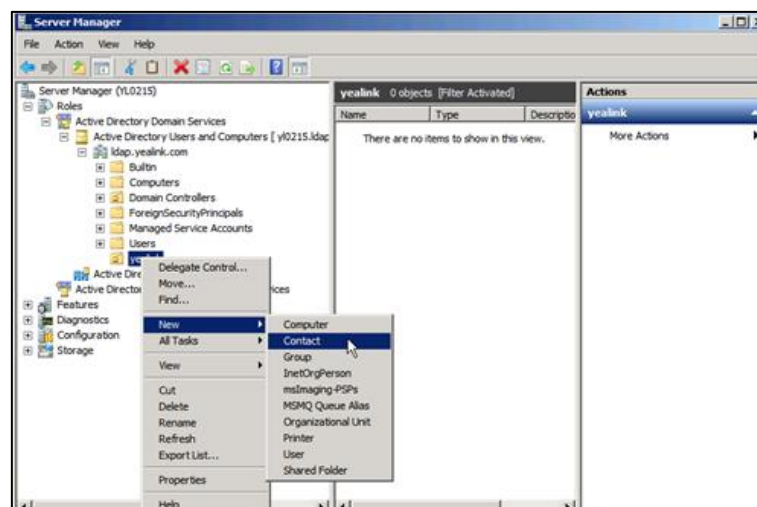 Server Manager
File Action View Help
Server Manager (YL0215)
Roles
Active Directory Domain Services
Active Directory Users and Computers [ yl0215.ldap
ldap.yealink.com
Builtin
Computers
Domain Controllers
ForeignSecurityPrincipals
Managed Service Accounts
Users
Active Dire
Active Director
ices
Features
Diagnostics
Configuration
Storage
Delegate Control...
Move...
Find...
New
All Tasks
View
Cut
Delete
Rename
Refresh
Export List...
Properties
Help
Computer
Contact
Group
InetOrgPerson
msImaging-PSPs
MSMQ Queue Alias
Organizational Unit
Printer
User
Shared Folder
yealink 0 objects [Filter Activated]
Name Type Descriptio
There are no items to show in this view.
Actions
yealink
More Actions